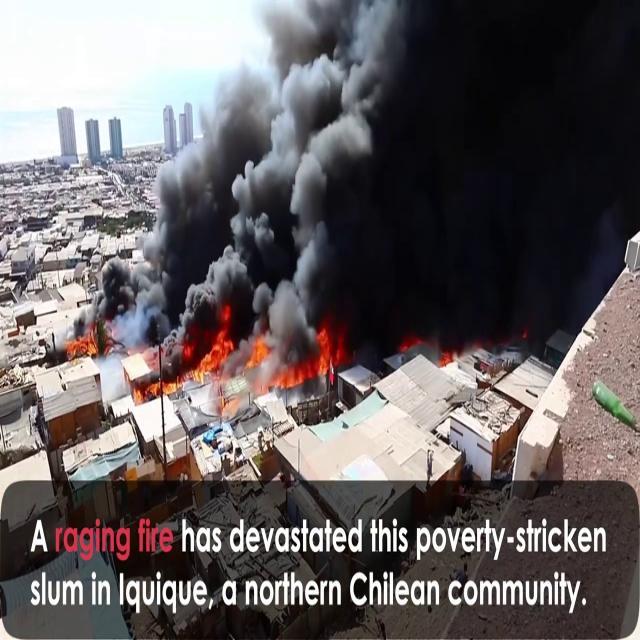 A raging fire has devastated this poverty-stricken
slum in Iquique, a northern Chilean community.